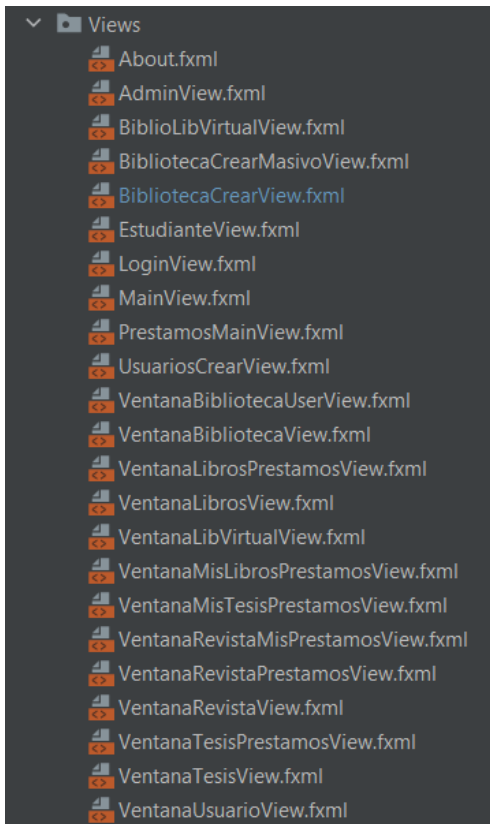 Views
About.fxml
AdminView.fxml
BiblioLibVirtualView.fxml
BibliotecaCrearMasivoView.fxml
BibliotecaCrearView.fxml
EstudianteView.fxml
LoginView.fxml
MainView.fxml
PrestamosMainView.fxml
UsuariosCrearView.fxml
VentanaBibliotecaUserView.fxml
VentanaBibliotecaView.fxml
VentanaLibrosPrestamosView.fxml
VentanaLibrosView.fxml
VentanaLibVirtualView.fxml
VentanaMisLibrosPrestamosView.fxml
VentanaMisTesisPrestamosView.fxml
VentanaRevistaMisPrestamosView.fxml
VentanaRevistaPrestamosView.fxml
VentanaRevistaView.fxml
VentanaTesisPrestamosView.fxml
VentanaTesisView.fxml
VentanaUsuarioView.fxml